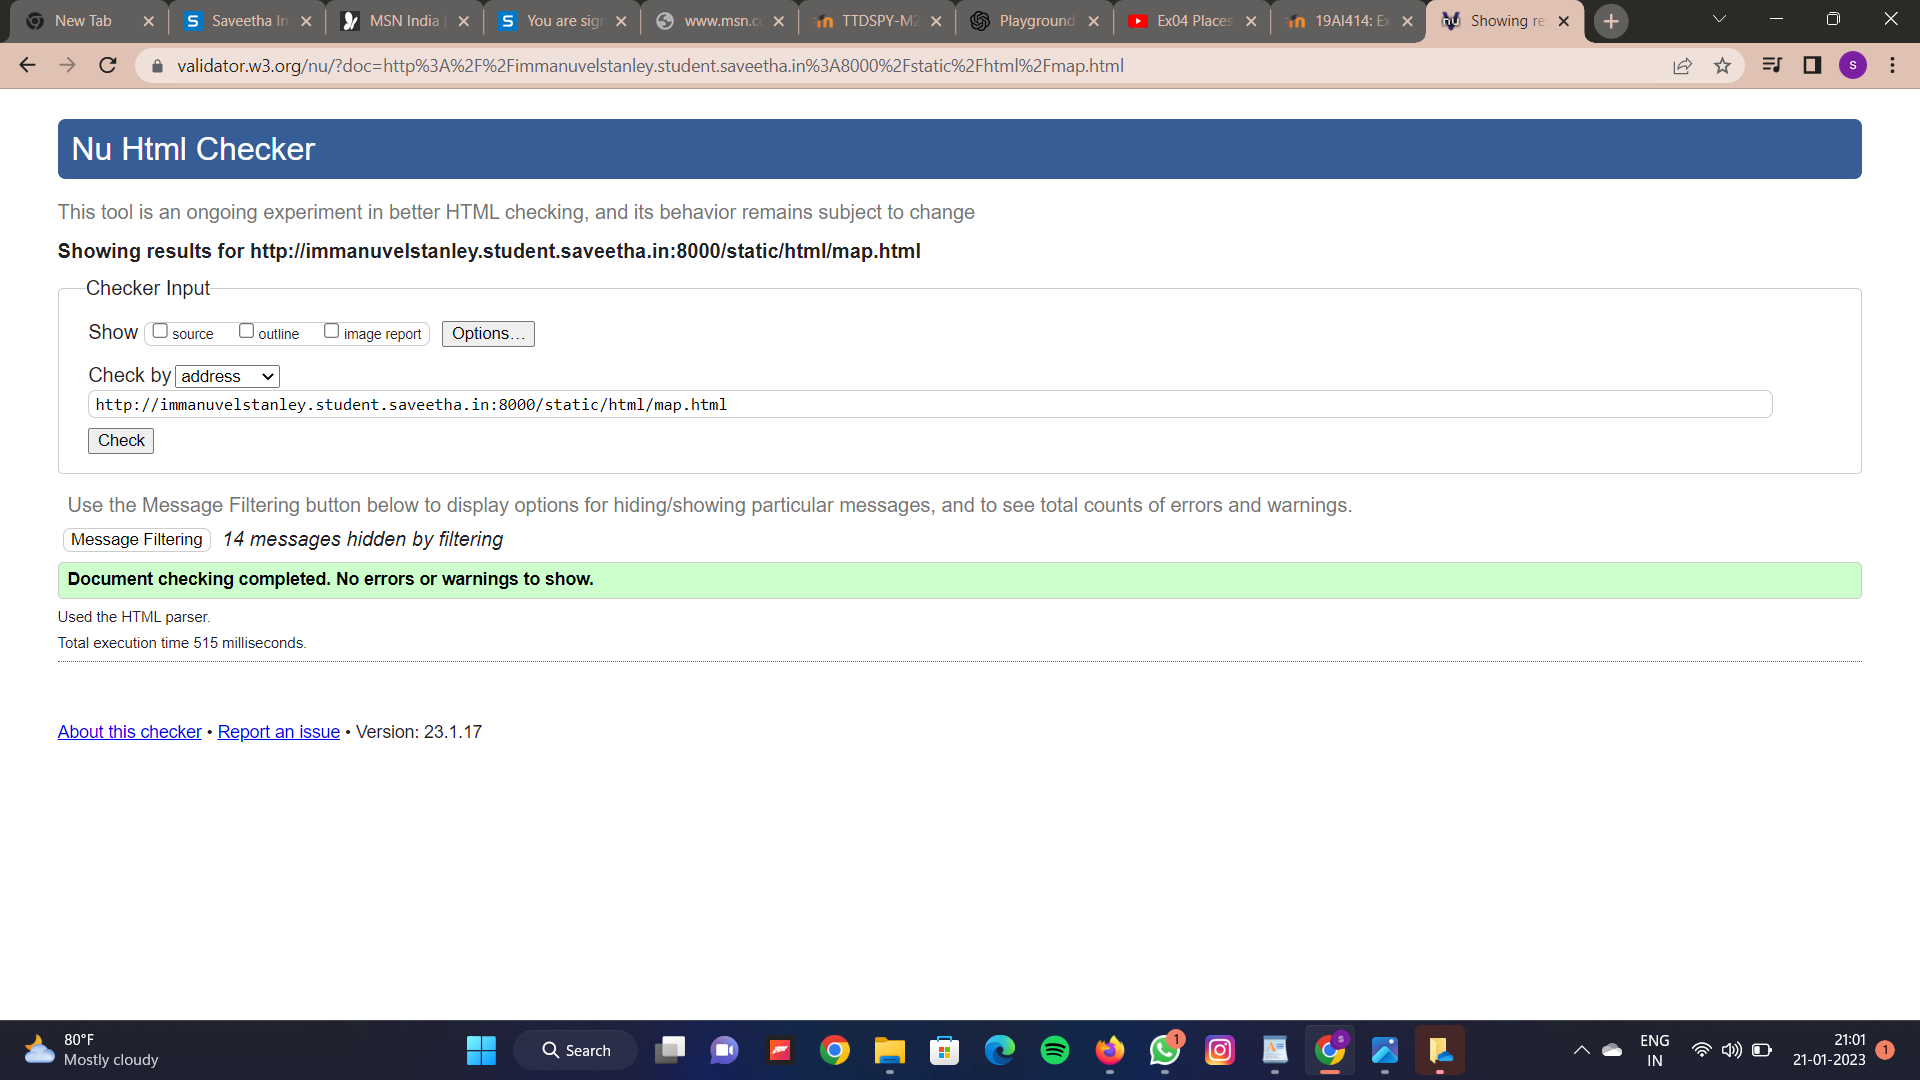 New Tab
Saveetha In
MSN India
You are sign
www.msn.c
TTDSPY-M2
Playground
Ex04 Places
19AI414: Ex
Showing re
validator.w3.org/nu/?doc=http%3A%2F%2Fimmanuvelstanley.student.saveetha.in%3A8000%2Fstatic%2Fhtml%2Fmap.html
S
Nu Html Checker
This tool is an ongoing experiment in better HTML checking, and its behavior remains subject to change
Showing results for http://immanuvelstanley.student.saveetha.in:8000/static/html/map.html
Checker Input
Show source outline image report Options...
Check by address
http://immanuvelstanley.student.saveetha.in:8000/static/html/map.html
Check
Use the Message Filtering button below to display options for hiding/showing particular messages, and to see total counts of errors and warnings.
Message Filtering 14 messages hidden by filtering
Document checking completed. No errors or warnings to show.
Used the HTML parser.
Total execution time 515 milliseconds.
About this checker • Report an issue • Version: 23.1.17
80°F
Mostly cloudy
Search
1
S
ENG
IN
21:01
21-01-2023
1